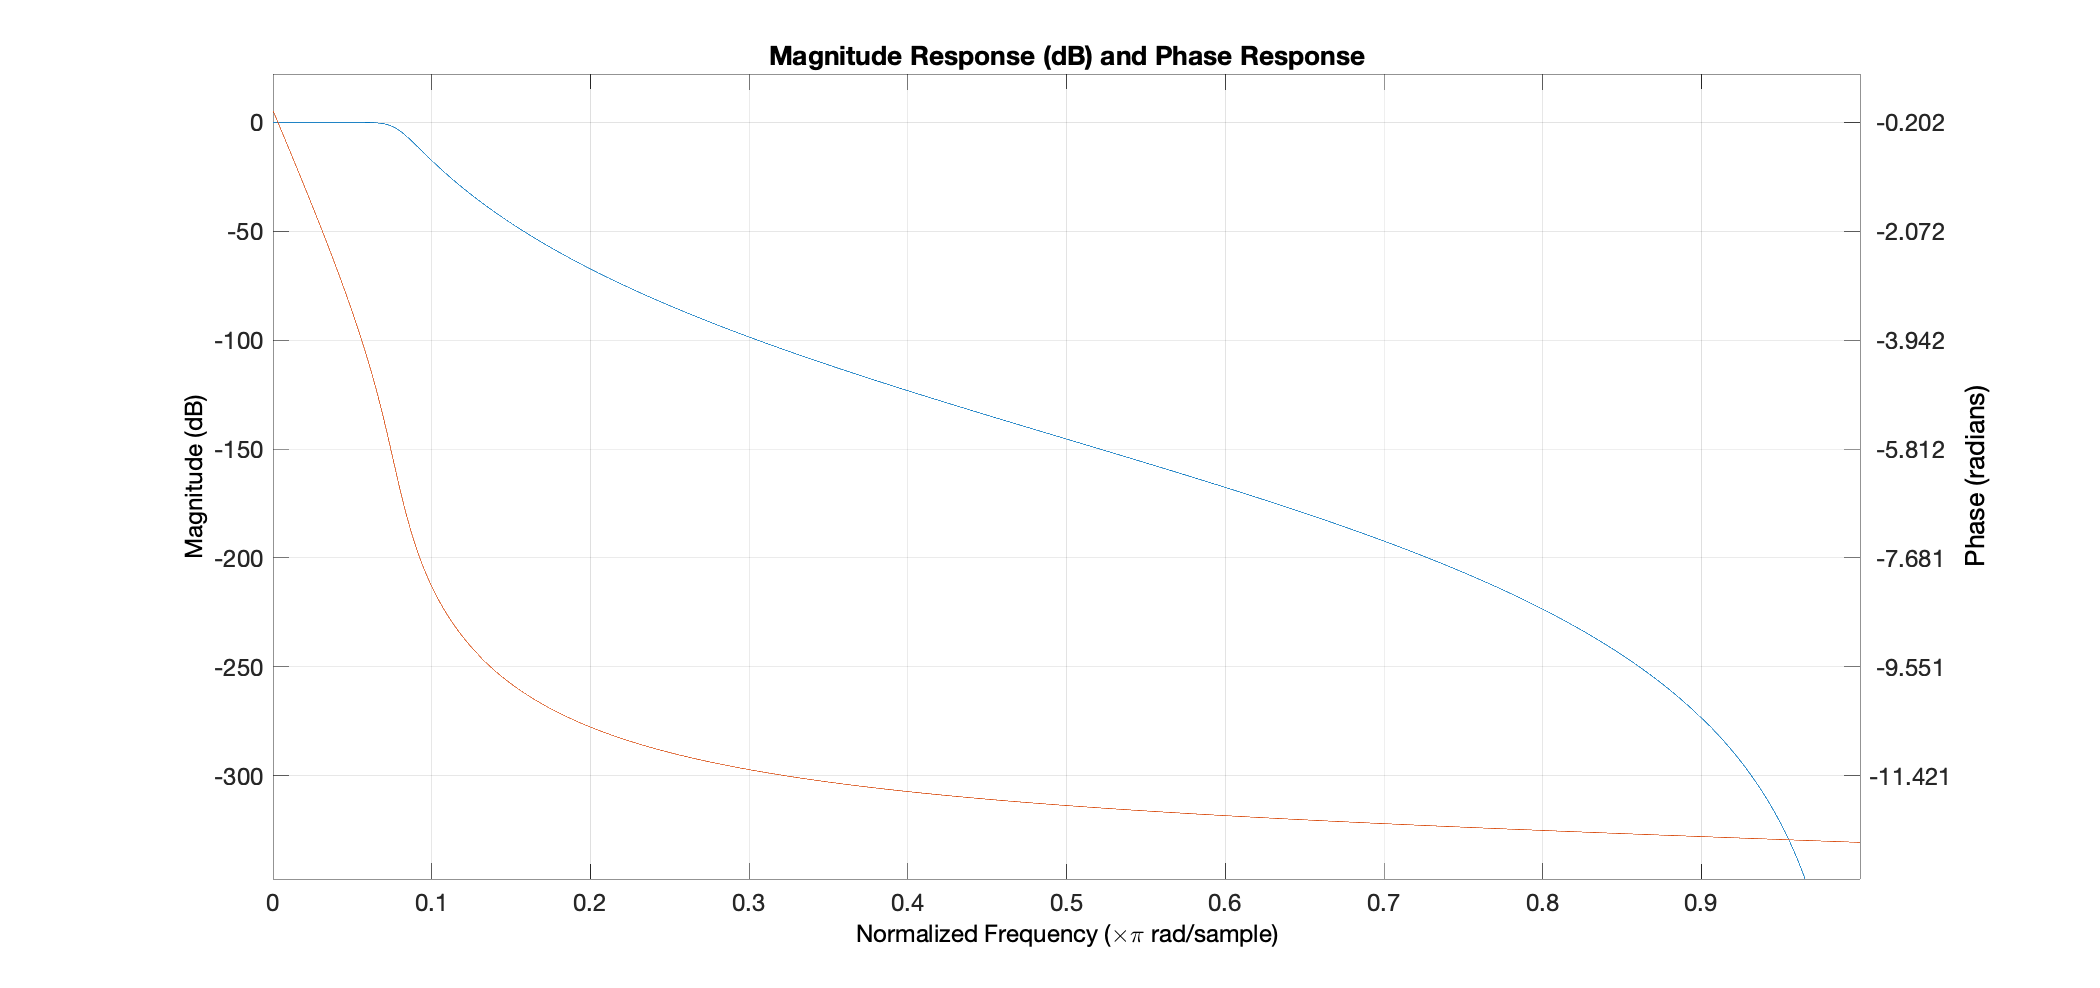 Magnitude Response (dB) and Phase Response
0
-50
-100
-150
-200
-250
-300
Magnitude (dB)
-0.202
-2.072
-3.942
-5.812
-7.681
-9.551
-11.421
Phase (radians)
0 0.1 0.2 0.3 0.4 0.5 0.6 0.7 0.8 0.9
Normalized Frequency (×π rad/sample)